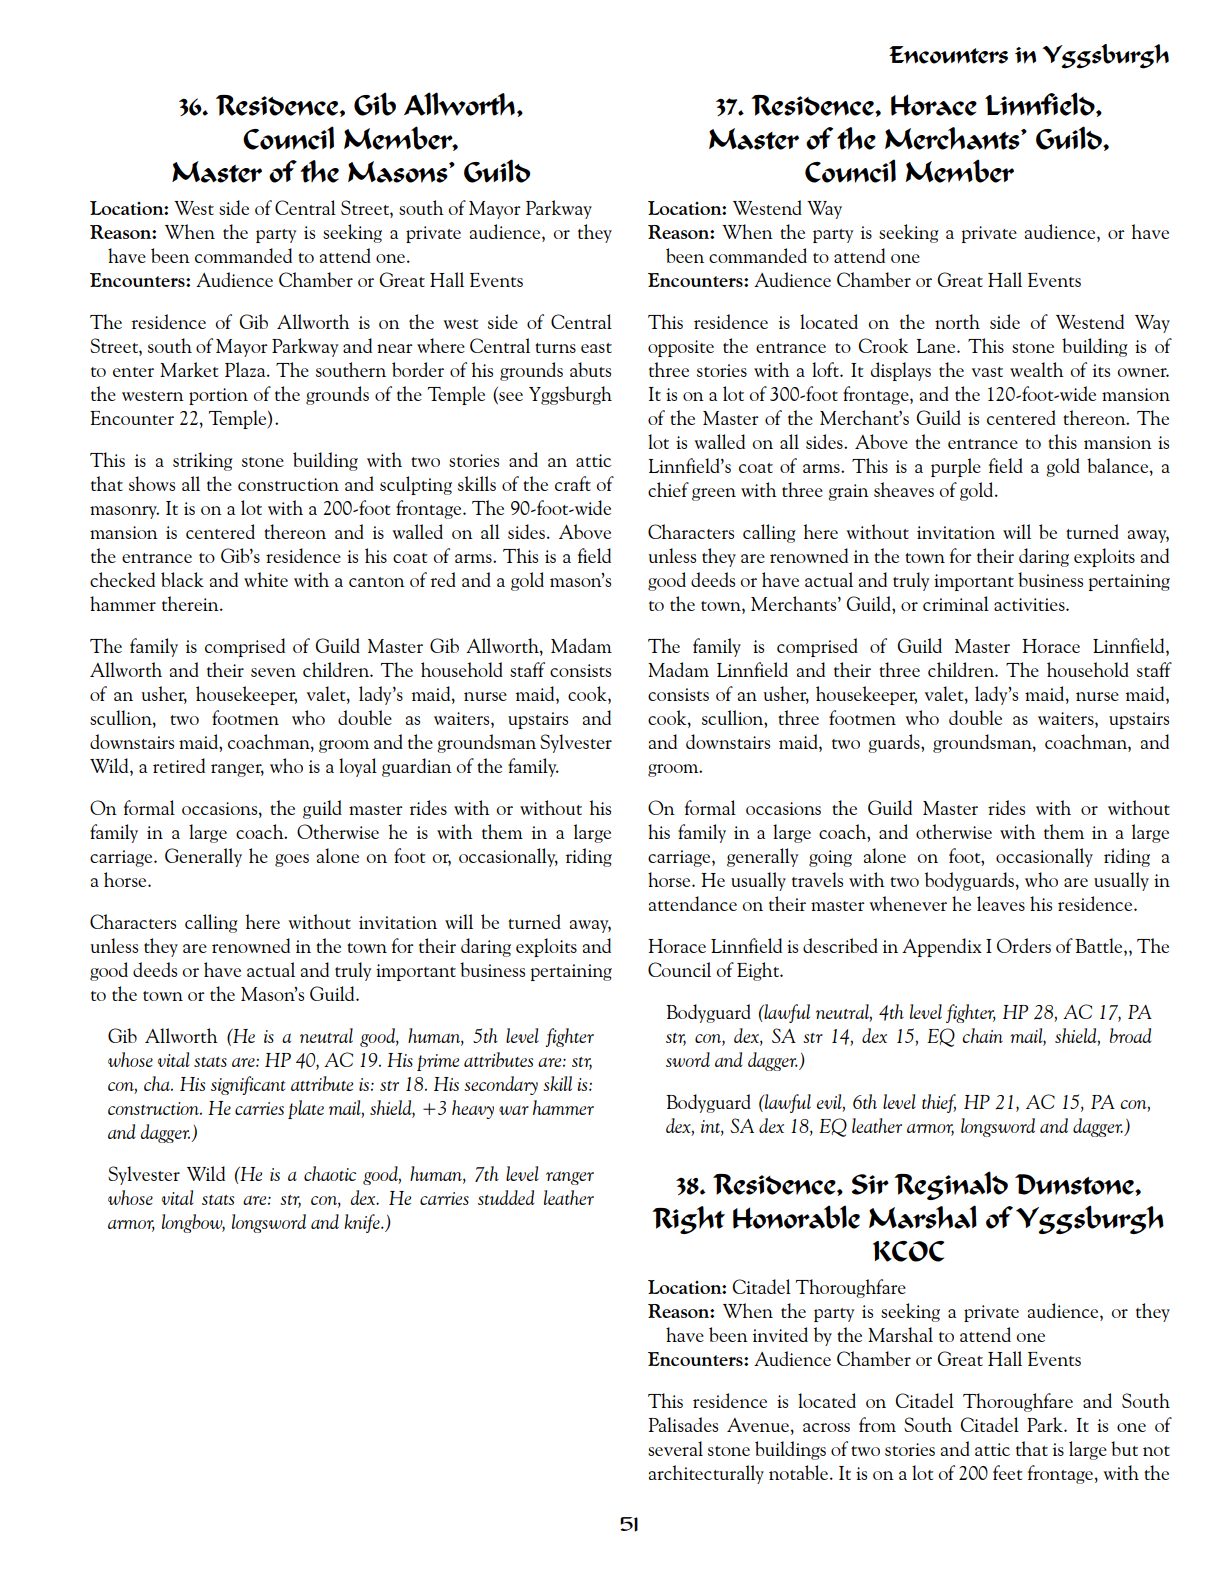 Encounters in Yggsburgh
36. Residence, Gib Allworth,
Council Member,
Master of the Masons' Guild
Location: West side of Central Street, south of Mayor Parkway
Reason: When the party is seeking a private audience, or they
have been commanded to attend one.
Encounters: Audience Chamber or Great Hall Events
The residence of Gib Allworth is on the west side of Central
Street, south of Mayor Parkway and near where Central turns east
to enter Market Plaza. The southern border of his grounds abuts
the western portion of the grounds of the Temple (see Yggsburgh
Encounter 22, Temple).
This is a striking stone building with two stories and an attic
that shows all the construction and sculpting skills of the craft of
masonry. It is on a lot with a 200-foot frontage. The 90-foot-wide
mansion is centered thereon and is walled on all sides. Above
the entrance to Gib's residence is his coat of arms. This is a field
checked black and white with a canton of red and a gold mason's
hammer therein.
The family is comprised of Guild Master Gib Allworth, Madam
Allworth and their seven children. The household staff consists
of an usher, housekeeper, valet, lady's maid, nurse maid, cook,
scullion, two footmen who double as waiters, upstairs and
downstairs maid, coachman, groom and the groundsman Sylvester
Wild, a retired ranger, who is a loyal guardian of the family.
On formal occasions, the guild master rides with or without his
family in a large coach. Otherwise he is with them in a large
carriage. Generally he goes alone on foot or, occasionally, riding
a horse.
Characters calling here without invitation will be turned away,
unless they are renowned in the town for their daring exploits and
good deeds or have actual and truly important business pertaining
to the town or the Mason's Guild.
Gib Allworth (He is a neutral good, human, 5th level fighter
whose vital stats are: HP 40, AC 19. His prime attributes are: str,
con, cha. His significant attribute is: str 18. His secondary skill is:
construction. He carries plate mail, shield, +3 heavy war hammer
and dagger.)
Sylvester Wild (He is a chaotic good, human, 7th level ranger
whose vital stats are: str, con, dex. He carries studded leather
armor, longbow, longsword and knife.)
37. Residence, Horace Linnfield,
Master of the Merchants' Guild,
Council Member
Location: Westend Way
Reason: When the party is seeking a private audience, or have
been commanded to attend one
Encounters: Audience Chamber or Great Hall Events
This residence is located on the north side of Westend Way
opposite the entrance to Crook Lane. This stone building is of
three stories with a loft. It displays the vast wealth of its owner.
It is on a lot of 300-foot frontage, and the 120-foot-wide mansion
of the Master of the Merchant's Guild is centered thereon. The
lot is walled on all sides. Above the entrance to this mansion is
Linnfield's coat of arms. This is a purple field a gold balance, a
chief green with three grain sheaves of gold.
Characters calling here without invitation will be turned away,
unless they are renowned in the town for their daring exploits and
good deeds or have actual and truly important business pertaining
to the town, Merchants' Guild, or criminal activities.
The family is comprised of Guild Master Horace Linnfield,
Madam Linnfield and their three children. The household staff
consists of an usher, housekeeper, valet, lady's maid, nurse maid,
cook, scullion, three footmen who double as waiters, upstairs
and downstairs maid, two guards, groundsman, coachman, and
groom.
On formal occasions the Guild Master rides with or without
his family in a large coach, and otherwise with them in a large
carriage, generally going alone on foot, occasionally riding a
horse. He usually travels with two bodyguards, who are usually in
attendance on their master whenever he leaves his residence.
Horace Linnfield is described in Appendix I Orders of Battle,, The
Council of Eight.
Bodyguard (lawful neutral, 4th level fighter, HP 28, AC 17, PA
str, con, dex, SA str 14, dex 15, EQ chain mail, shield, broad
sword and dagger.)
Bodyguard (lawful evil, 6th level thief, HP 21, AC 15, PA con,
dex, int, SA dex 18, EQ leather armor, longsword and dagger.)
38. Residence, Sir Reginald Dunstone,
Right Honorable Marshal of Yggsburgh
KCOC
Location: Citadel Thoroughfare
Reason: When the party is seeking a private audience, or they
have been invited by the Marshal to attend one
Encounters: Audience Chamber or Great Hall Events
This residence is located on Citadel Thoroughfare and South
Palisades Avenue, across from South Citadel Park. It is one of
several stone buildings of two stories and attic that is large but not
architecturally notable. It is on a lot of 200 feet frontage, with the
51